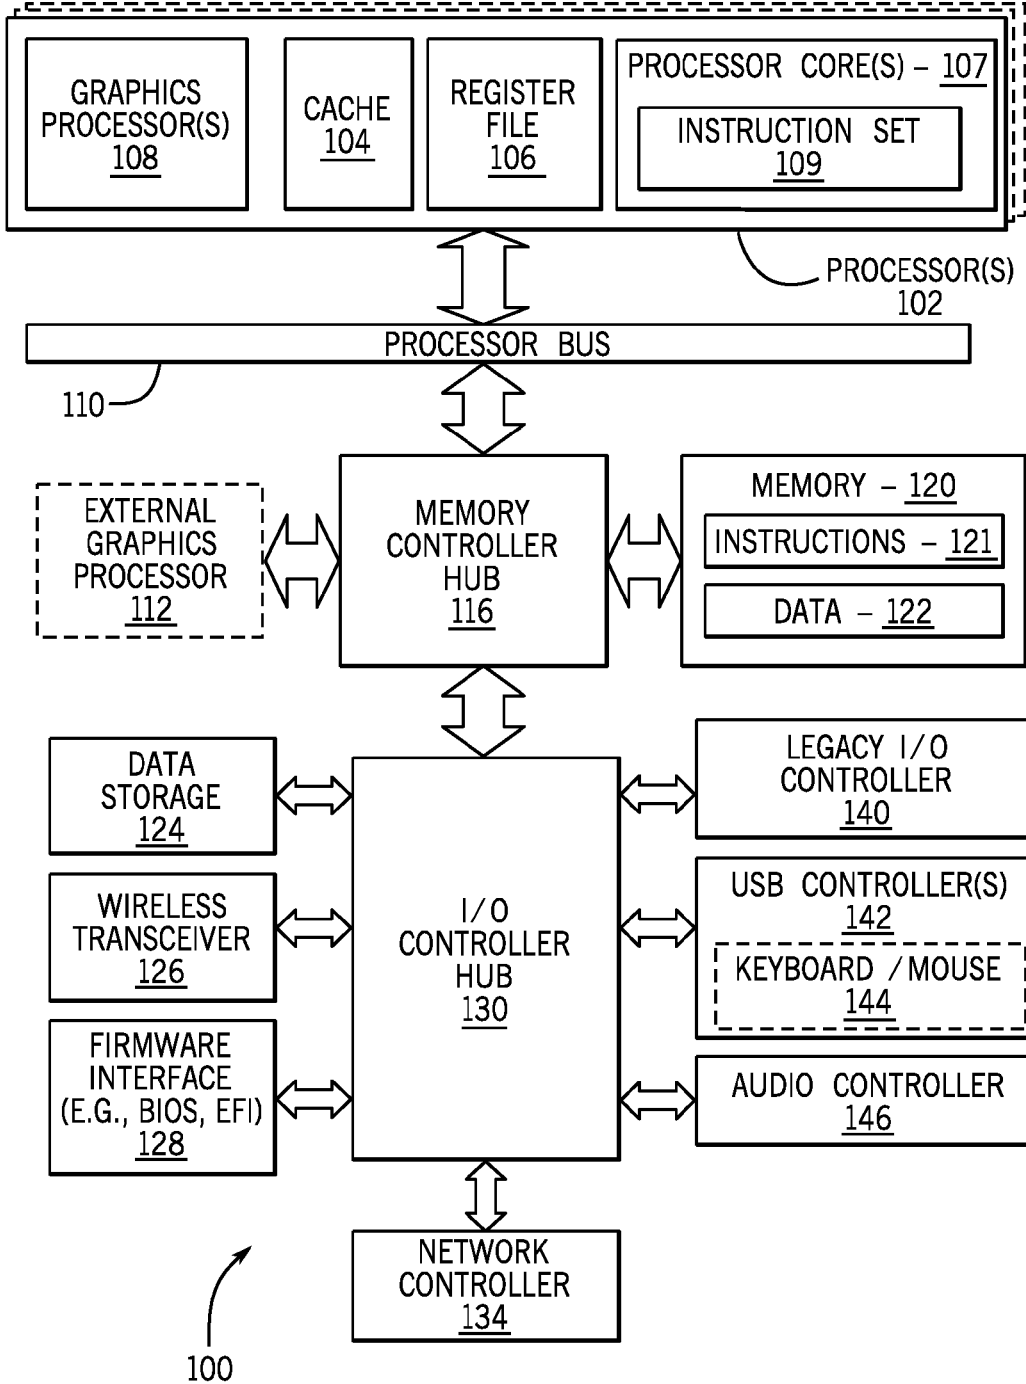 GRAPHICS
PROCESSOR(S)
108
CACHE
104
REGISTER
FILE
106
PROCESSOR CORE(S) - 107
INSTRUCTION SET
109
PROCESSOR(S)
102
PROCESSOR BUS
110
EXTERNAL
GRAPHICS
PROCESSOR
112
MEMORY
CONTROLLER
HUB
116
MEMORY - 120
INSTRUCTIONS - 121
DATA - 122
DATA
STORAGE
124
WIRELESS
TRANSCEIVER
126
FIRMWARE
INTERFACE
(E.G., BIOS, EFI)
128
I/O
CONTROLLER
HUB
130
LEGACY I/O
CONTROLLER
140
USB CONTROLLER(S)
142
KEYBOARD /MOUSE
144
AUDIO CONTROLLER
146
NETWORK
CONTROLLER
134
100